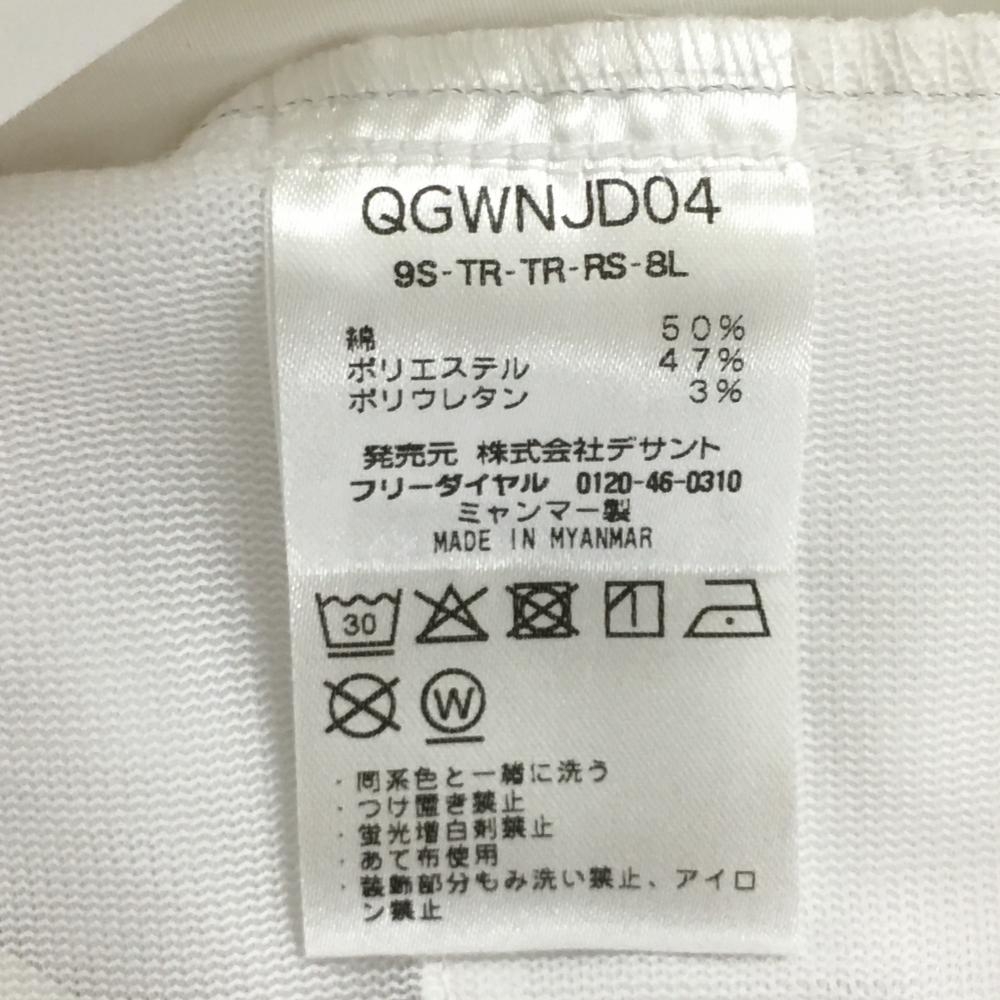 QGWNJD04
9S-TR-TR-RS-8L
綿 50%
ポリエステル 47%
ポリウレタン 3%
発売元 株式会社デサント
フリーダイヤル 0120-46-0310
ミャンマー製
MADE IN MYANMAR
30
W
・同系色と一緒に洗う
・つけ置き禁止
・蛍光増白剤禁止
・あて布使用
・装飾部分もみ洗い禁止、アイロ
ン禁止